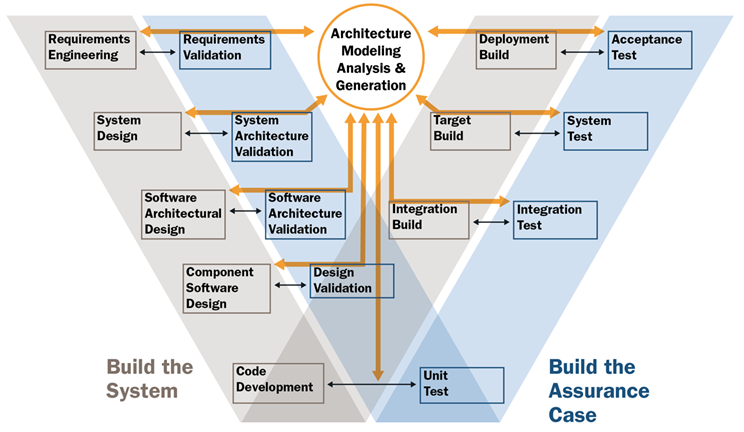 Architecture
Modeling
Analysis &
Generation
Requirements
Engineering
Requirements
Validation
Deployment
Build
Acceptance
Test
System
Design
System
Architecture
Validation
Target
Build
System
Test
Software
Architectural
Design
Software
Architecture
Validation
Integration
Build
Integration
Test
Component
Software
Design
Design
Validation
Code
Development
Unit
Test
Build the
System
Build the
Assurance
Case